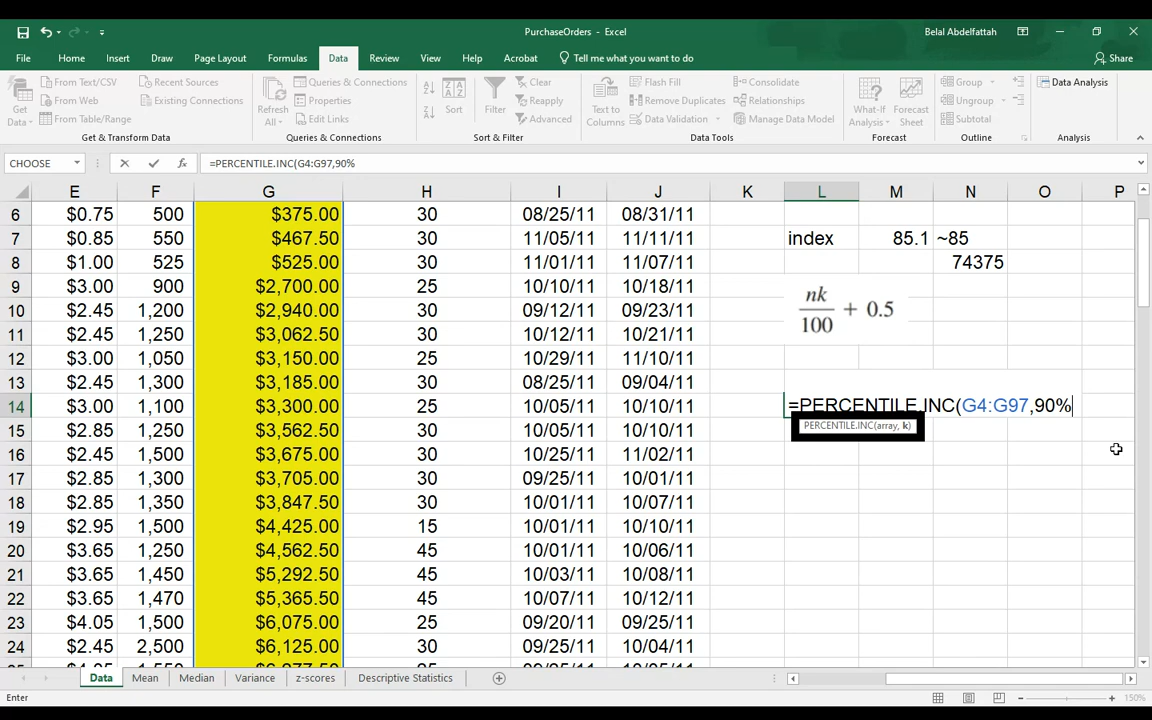 PurchaseOrders - Excel
Belal Abdelfattah
File Home Insert Draw Page Layout Formulas Data Review View Help Acrobat Tell me what you want to do Share
Get Data
From Text/CSV
From Web
From Table/Range
Recent Sources
Existing Connections
Get & Transform Data
Refresh All
Queries & Connections
Properties
Edit Links
Queries & Connections
Sort
Filter
Clear
Reapply
Advanced
Sort & Filter
Text to Columns
Flash Fill
Remove Duplicates
Data Validation
Consolidate
Relationships
Manage Data Model
Data Tools
What-If Analysis
Forecast Sheet
Forecast
Group
Ungroup
Subtotal
Outline
Data Analysis
Analysis
CHOOSE fx =PERCENTILE.INC(G4:G97,90%
E F G H I J K L M N O P
6 $0.75 500 $375.00 30 08/25/11 08/31/11
7 $0.85 550 $467.50 30 11/05/11 11/11/11 index 85.1 ~85
8 $1.00 525 $525.00 30 11/01/11 11/07/11 74375
9 $3.00 900 $2,700.00 25 10/10/11 10/18/11
10 $2.45 1,200 $2,940.00 30 09/12/11 09/23/11
nk/100 + 0.5
11 $2.45 1,250 $3,062.50 30 10/12/11 10/21/11
12 $3.00 1,050 $3,150.00 25 10/29/11 11/10/11
13 $2.45 1,300 $3,185.00 30 08/25/11 09/04/11
14 $3.00 1,100 $3,300.00 25 10/05/11 10/10/11 =PERCENTILE.INC(G4:G97,90%
PERCENTILE.INC(array, k)
15 $2.85 1,250 $3,562.50 30 10/05/11 10/10/11
16 $2.45 1,500 $3,675.00 30 10/25/11 11/02/11
17 $2.85 1,300 $3,705.00 30 09/25/11 10/01/11
18 $2.85 1,350 $3,847.50 30 10/01/11 10/07/11
19 $2.95 1,500 $4,425.00 15 10/01/11 10/10/11
20 $3.65 1,250 $4,562.50 45 10/01/11 10/06/11
21 $3.65 1,450 $5,292.50 45 10/03/11 10/08/11
22 $3.65 1,470 $5,365.50 45 10/07/11 10/12/11
23 $4.05 1,500 $6,075.00 25 09/20/11 09/25/11
24 $2.45 2,500 $6,125.00 30 09/25/11 10/04/11
Data Mean Median Variance z-scores Descriptive Statistics
Enter 150%